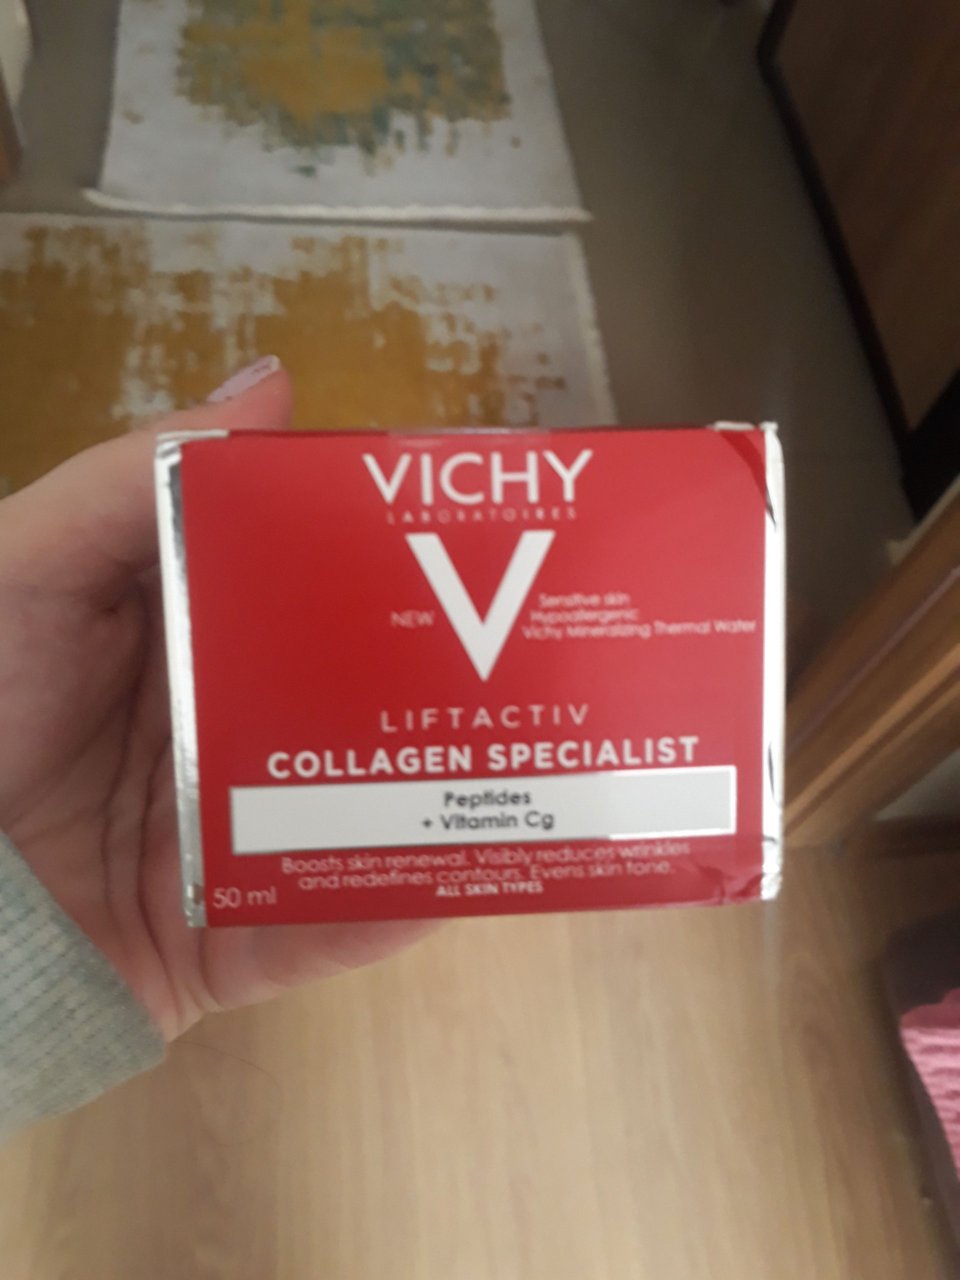 VICHY
LABORATOIRES
V
NEW
Sensitive skin
Hypoallergenic
Vichy Mineralizing Thermal Water
LIFTACTIV
COLLAGEN SPECIALIST
Peptides
+ Vitamin Cg
Boosts skin renewal. Visibly reduces wrinkles
and redefines contours. Evens skin tone.
ALL SKIN TYPES
50 ml